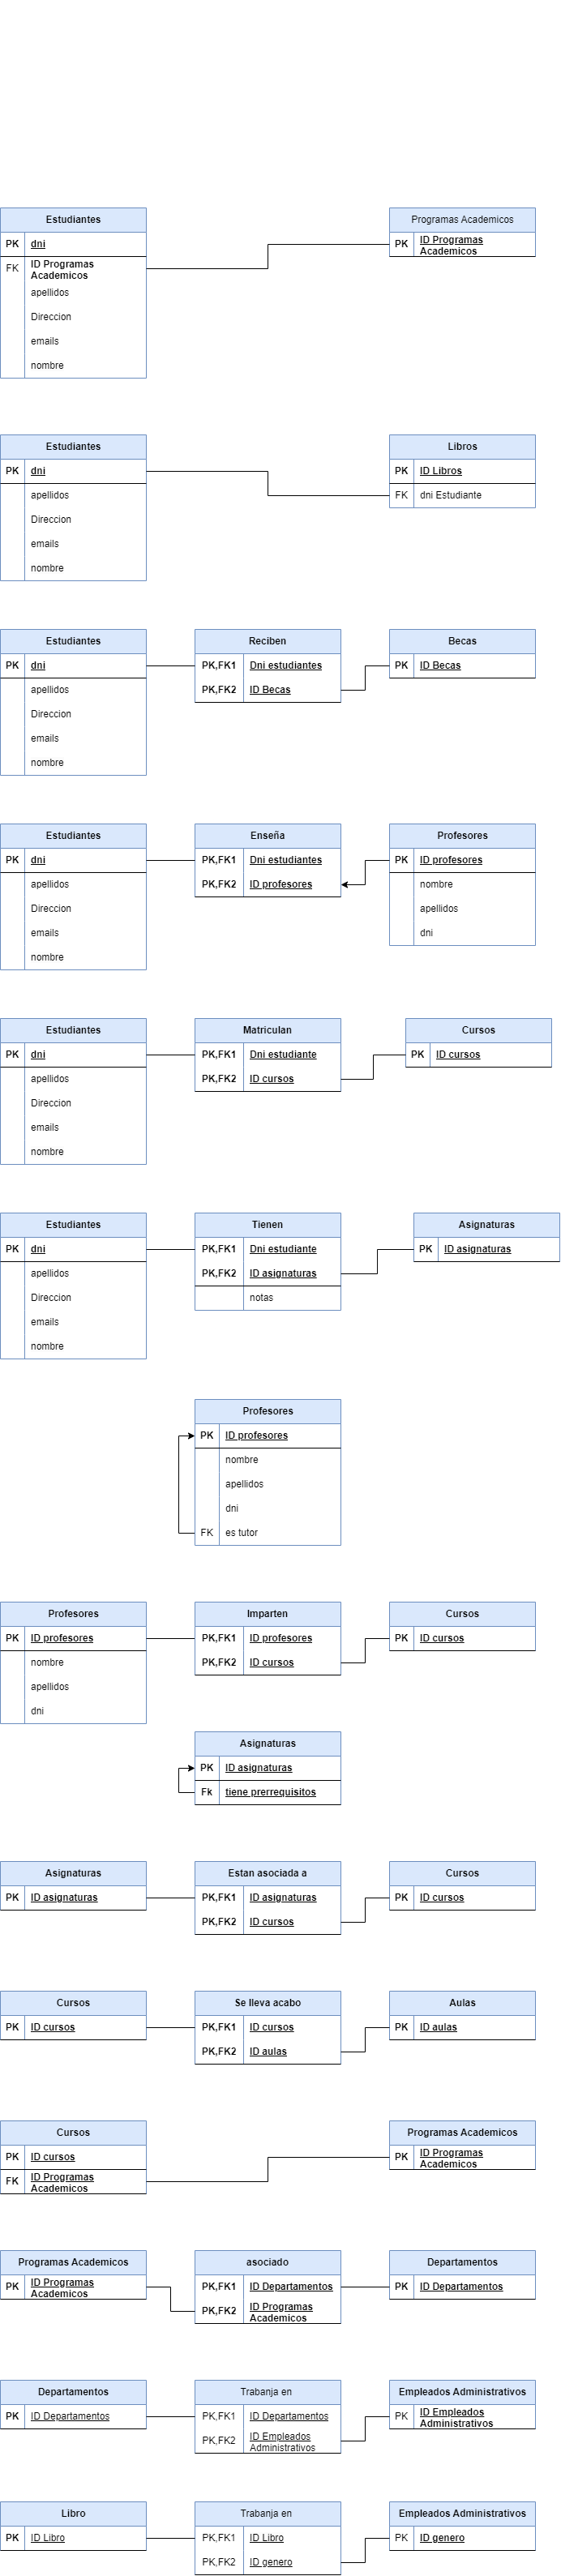 Estudiantes
PK dni
FK ID Programas
Academicos
apellidos
Direccion
emails
nombre
Programas Academicos
PK ID Programas
Academicos
Estudiantes
PK dni
apellidos
Direccion
emails
nombre
Libros
PK ID Libros
FK dni Estudiante
Estudiantes
PK dni
apellidos
Direccion
emails
nombre
Reciben
PK,FK1 Dni estudiantes
PK,FK2 ID Becas
Becas
PK ID Becas
Estudiantes
PK dni
apellidos
Direccion
emails
nombre
Enseña
PK,FK1 Dni estudiantes
PK,FK2 ID profesores
Profesores
PK ID profesores
nombre
apellidos
dni
Estudiantes
PK dni
apellidos
Direccion
emails
nombre
Matriculan
PK,FK1 Dni estudiante
PK,FK2 ID cursos
Cursos
PK ID cursos
Estudiantes
PK dni
apellidos
Direccion
emails
nombre
Tienen
PK,FK1 Dni estudiante
PK,FK2 ID asignaturas
notas
Asignaturas
PK ID asignaturas
Profesores
PK ID profesores
nombre
apellidos
dni
FK es tutor
Profesores
PK ID profesores
nombre
apellidos
dni
Imparten
PK,FK1 ID profesores
PK,FK2 ID cursos
Cursos
PK ID cursos
Asignaturas
PK ID asignaturas
Fk tiene prerrequisitos
Asignaturas
PK ID asignaturas
Estan asociada a
PK,FK1 ID asignaturas
PK,FK2 ID cursos
Cursos
PK ID cursos
Cursos
PK ID cursos
Se lleva acabo
PK,FK1 ID cursos
PK,FK2 ID aulas
Aulas
PK ID aulas
Cursos
PK ID cursos
FK ID Programas
Academicos
Programas Academicos
PK ID Programas
Academicos
Programas Academicos
PK ID Programas
Academicos
asociado
PK,FK1 ID Departamentos
PK,FK2 ID Programas
Academicos
Departamentos
PK ID Departamentos
Departamentos
PK ID Departamentos
Trabanja en
PK,FK1 ID Departamentos
PK,FK2 ID Empleados
Administrativos
Empleados Administrativos
PK ID Empleados
Administrativos
Libro
PK ID Libro
Trabanja en
PK,FK1 ID Libro
PK,FK2 ID genero
Empleados Administrativos
PK ID genero